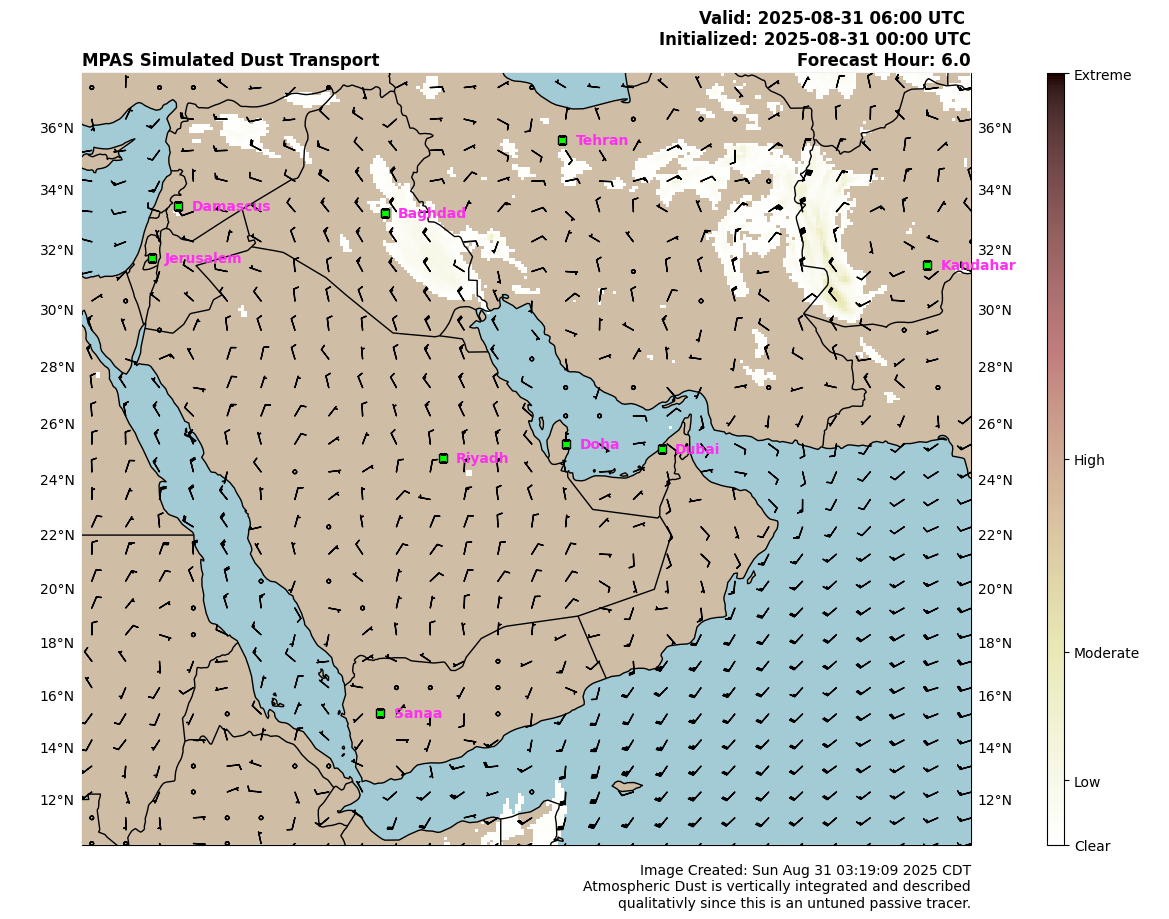 Valid: 2025-08-31 06:00 UTC
Initialized: 2025-08-31 00:00 UTC
MPAS Simulated Dust Transport
Forecast Hour: 6.0
Extreme
36°N
Tehran
36°N
34°N
34°N
Damascus
Baghdad
32°N
Jerusalem
32°N
Kandahar
30°N
30°N
28°N
28°N
26°N
26°N
Doha
Dubai
High
Riyadh
24°N
24°N
22°N
22°N
20°N
20°N
18°N
18°N
Moderate
16°N
16°N
Sanaa
14°N
14°N
Low
12°N
12°N
Clear
Image Created: Sun Aug 31 03:19:09 2025 CDT
Atmospheric Dust is vertically integrated and described
qualitativly since this is an untuned passive tracer.